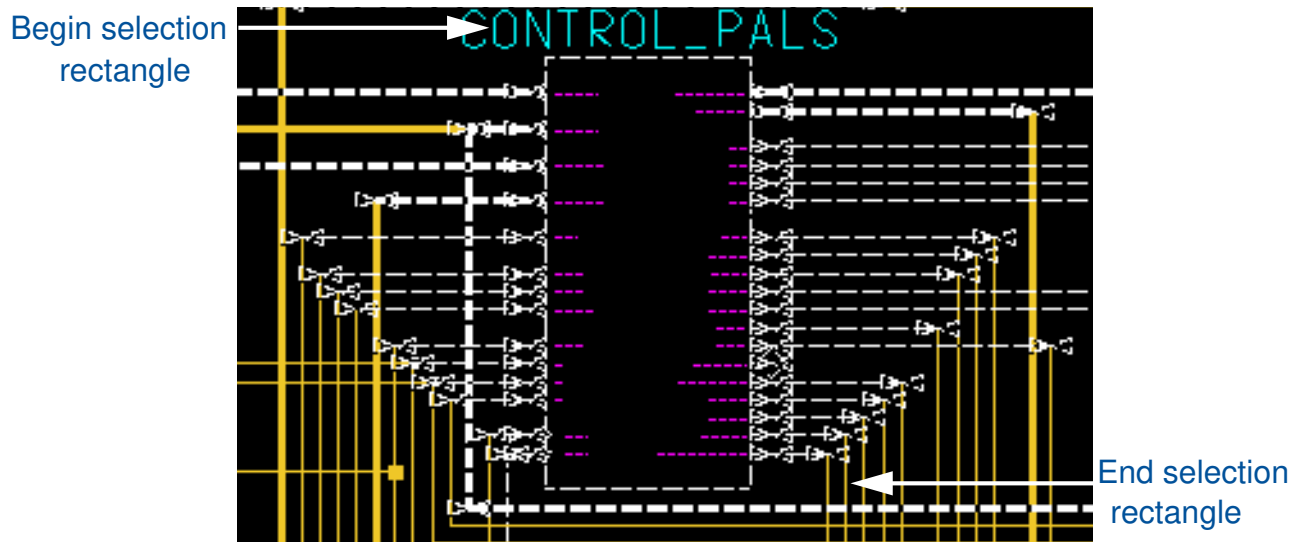 Begin selection
rectangle
CONTROL_PALS
End selection
rectangle